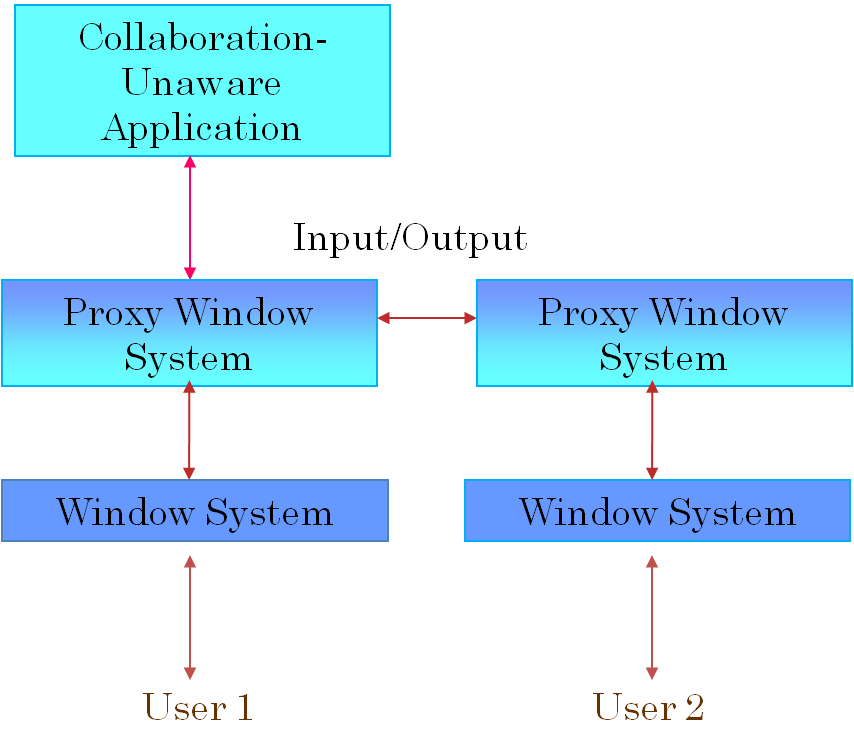 Collaboration-
Unaware
Application
Input/Output
Proxy Window
System
Proxy Window
System
Window System
Window System
User 1
User 2